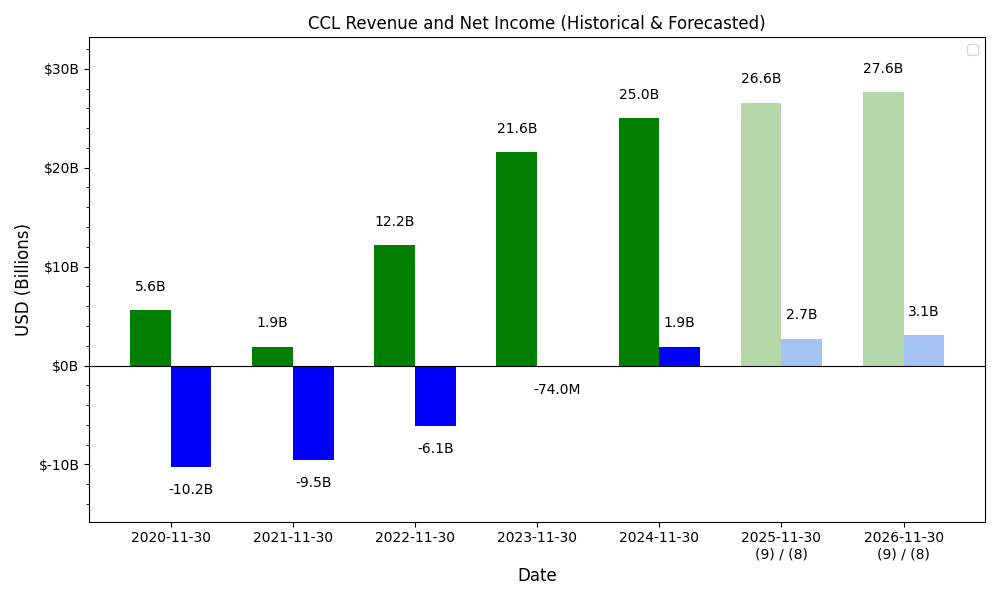 CCL Revenue and Net Income (Historical & Forecasted)
USD (Billions)
$30B
$20B
$10B
$0B
$-10B
5.6B
-10.2B
1.9B
-9.5B
12.2B
-6.1B
21.6B
-74.0M
25.0B
1.9B
26.6B
2.7B
27.6B
3.1B
2020-11-30
2021-11-30
2022-11-30
2023-11-30
2024-11-30
2025-11-30
(9) / (8)
2026-11-30
(9) / (8)
Date